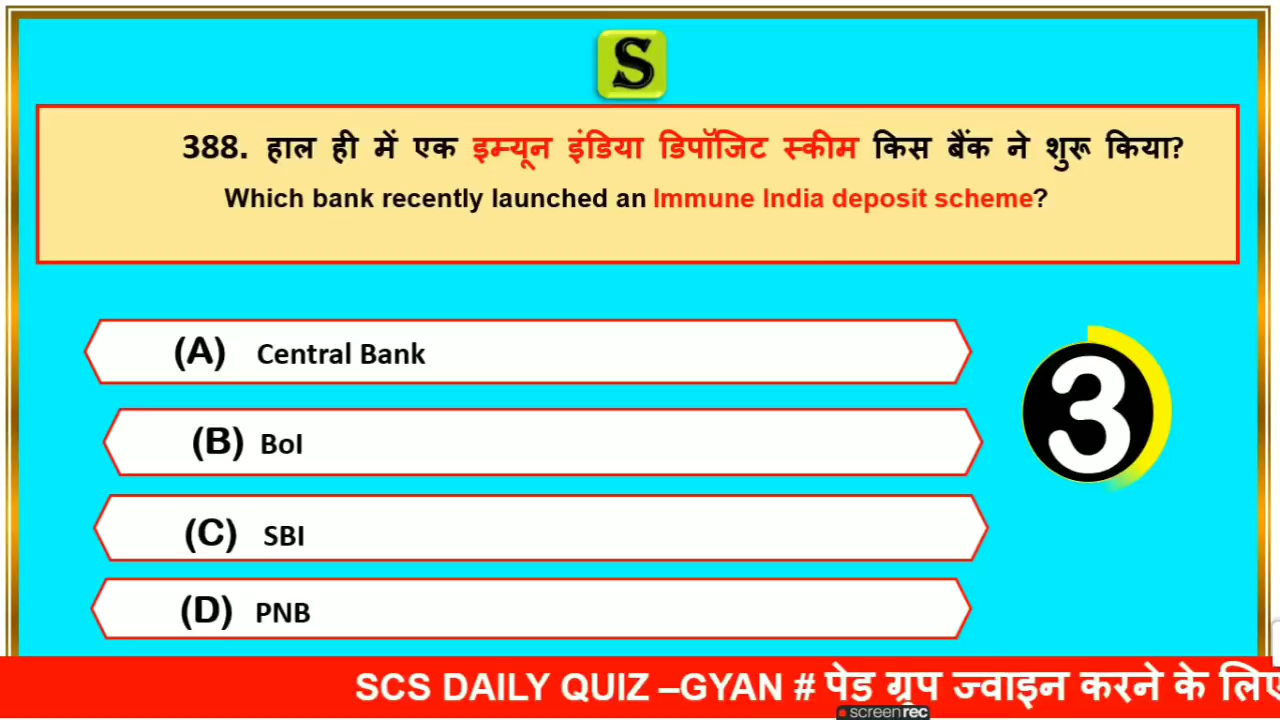 S
388. हाल ही में एक इम्यून इंडिया डिपॉजिट स्कीम किस बैंक ने शुरू किया?
Which bank recently launched an Immune India deposit scheme?
(A) Central Bank
(B) BoI
3
(C) SBI
(D) PNB
SCS DAILY QUIZ –GYAN # पेड ग्रूप ज्वाइन करने के लिए
screenrec